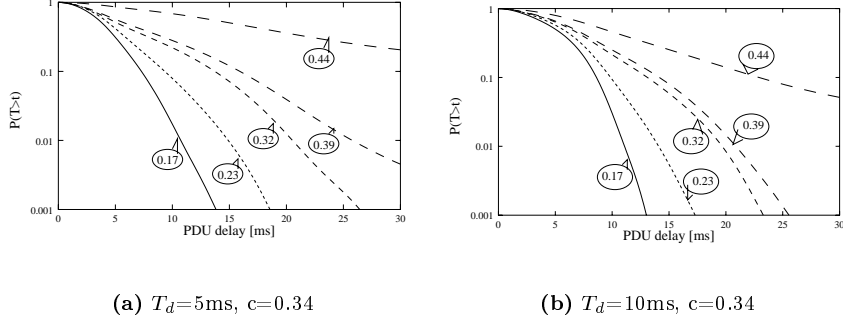 1
0.1
0.01
0.001
P(T>t)
0.44
0.32
0.39
0.17
0.23
0 5 10 15 20 25 30
PDU delay [ms]
(a) T_d=5ms, c=0.34
1
0.1
0.01
0.001
P(T>t)
0.44
0.39
0.32
0.17
0.23
0 5 10 15 20 25 30
PDU delay [ms]
(b) T_d=10ms, c=0.34